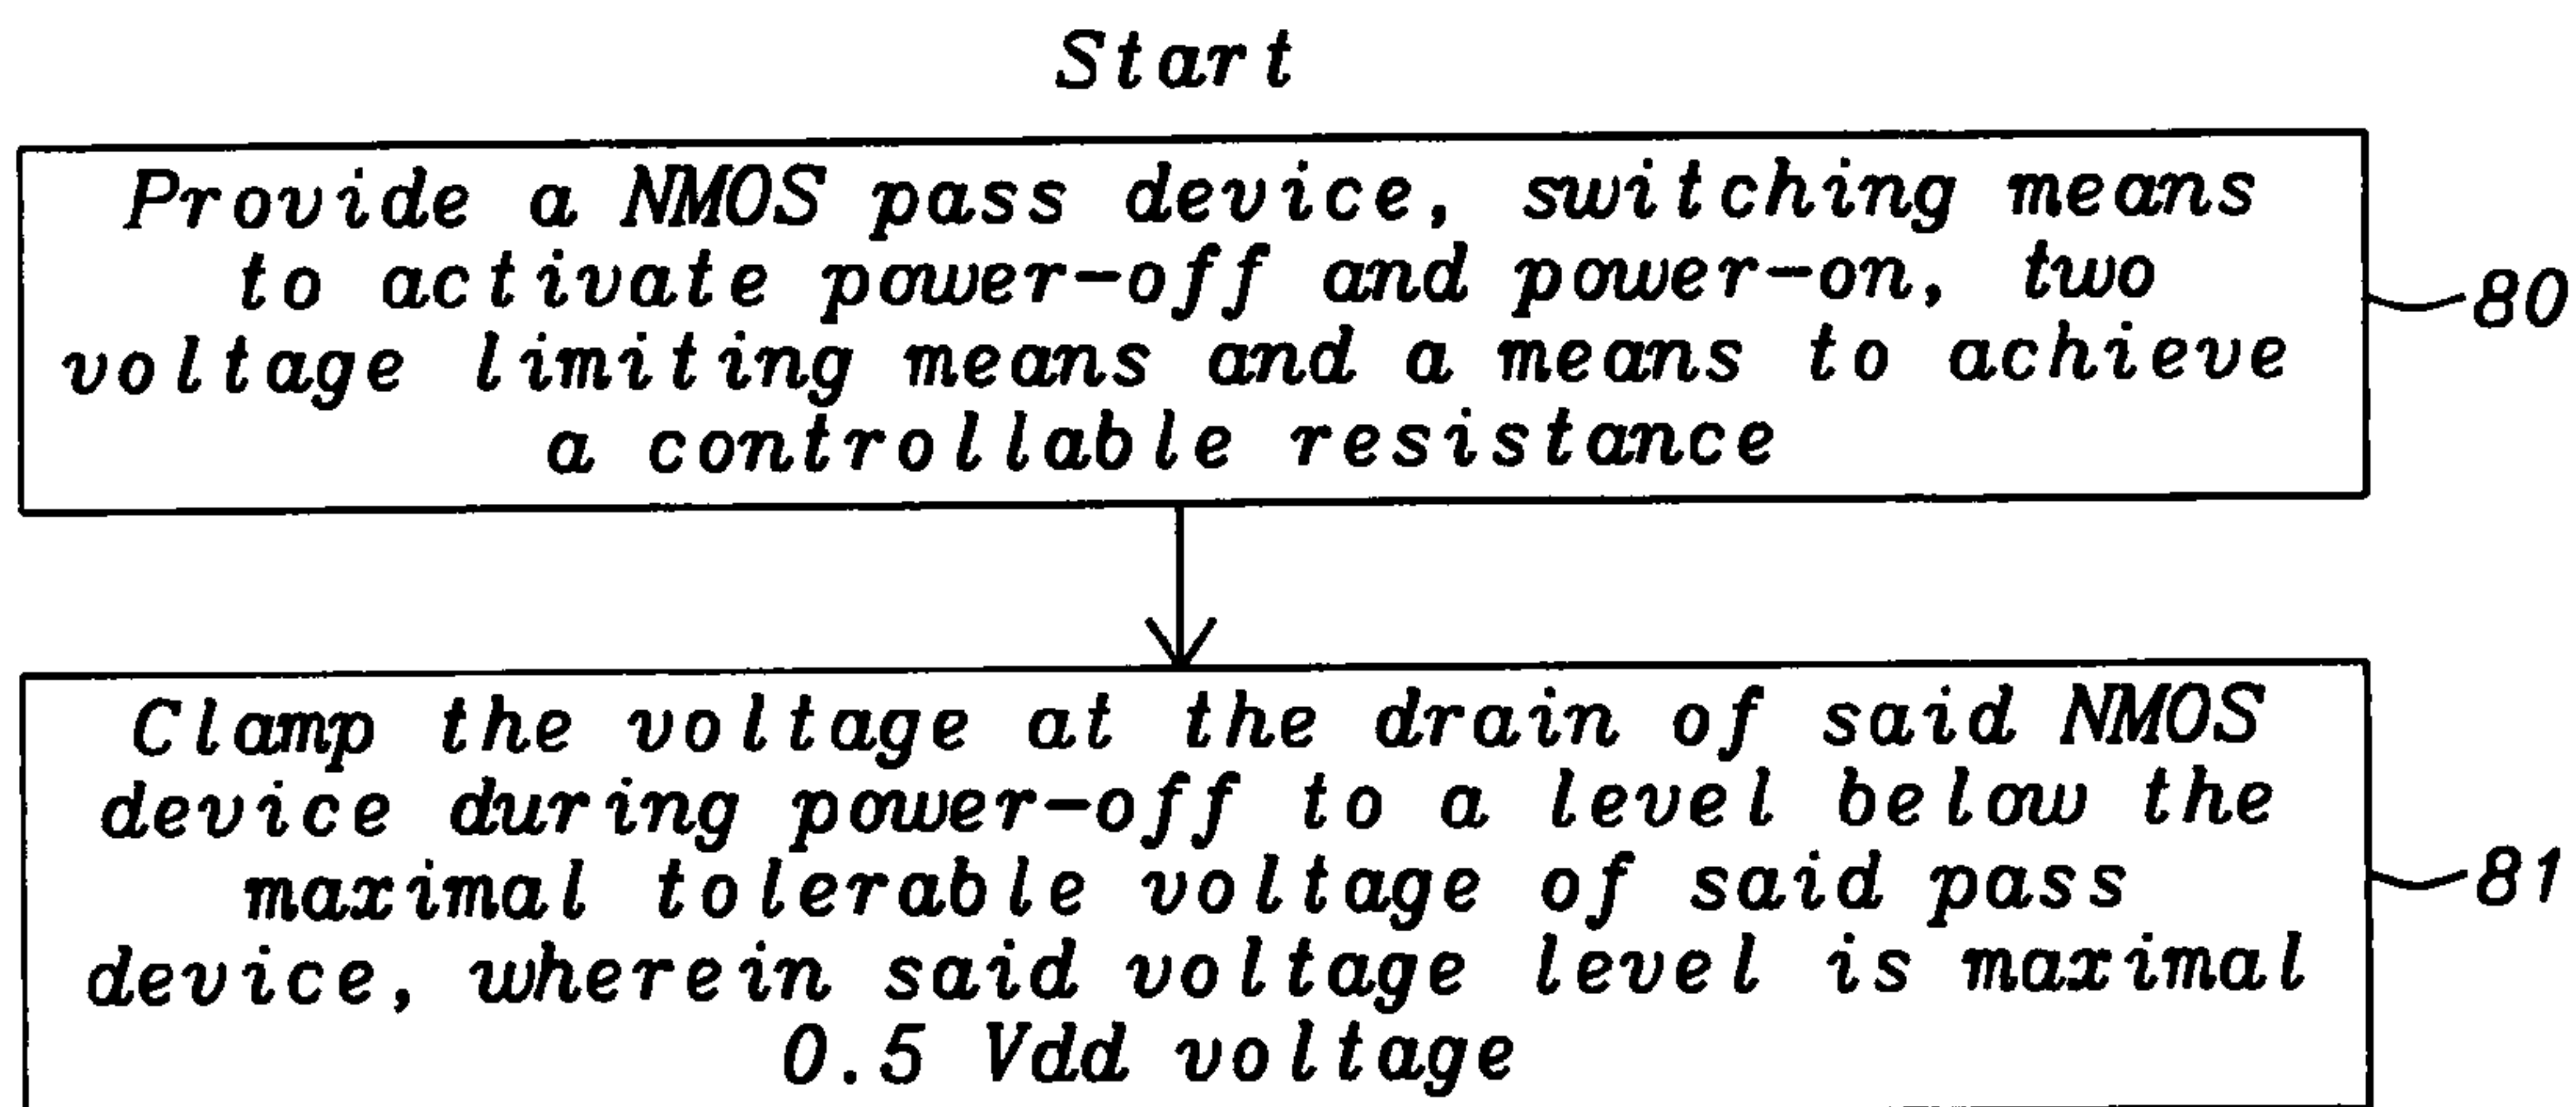 Start
Provide a NMOS pass device, switching means
to activate power-off and power-on, two
voltage limiting means and a means to achieve
a controllable resistance
80
Clamp the voltage at the drain of said NMOS
device during power-off to a level below the
maximal tolerable voltage of said pass
device, wherein said voltage level is maximal
0.5 Vdd voltage
81